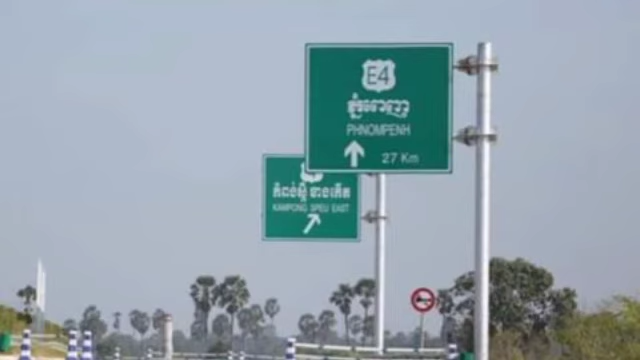 E4
ភ្នំពេញ
PHNOMPENH
27 Km
កំពង់ស្ពឺ ខាងកើត
KAMPONG SPEU EAST